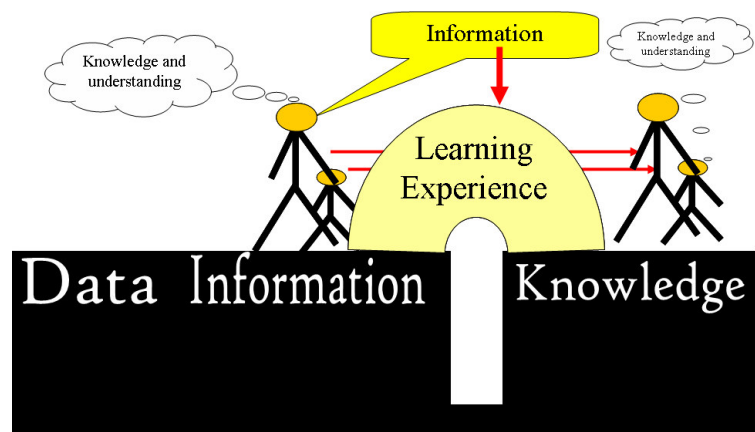 Knowledge and
understanding
Information
Knowledge and
understanding
Learning
Experience
Data Information Knowledge